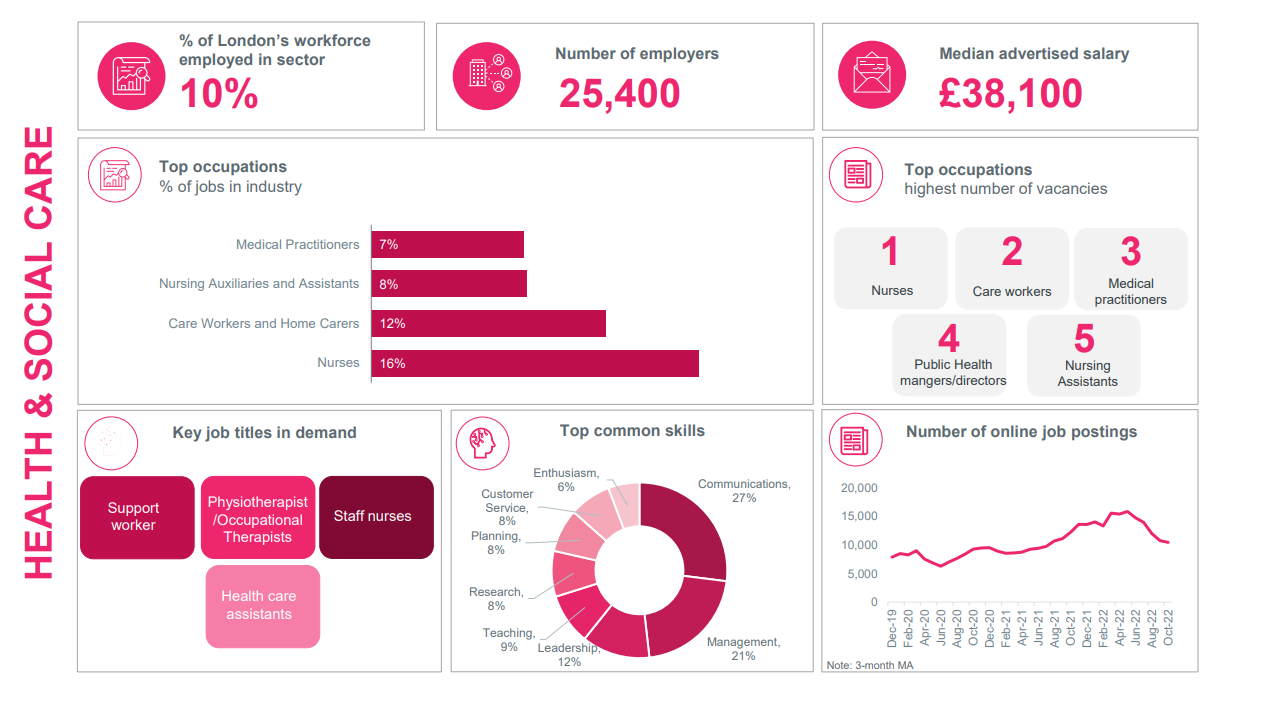 HEALTH & SOCIAL CARE
% of London’s workforce
employed in sector
10%
Number of employers
25,400
Median advertised salary
£38,100
Top occupations
% of jobs in industry
Medical Practitioners
7%
Nursing Auxiliaries and Assistants
8%
Care Workers and Home Carers
12%
Nurses
16%
Top occupations
highest number of vacancies
1
Nurses
2
Care workers
3
Medical
practitioners
4
Public Health
mangers/directors
5
Nursing
Assistants
Key job titles in demand
Support
worker
Physiotherapist
/Occupational
Therapists
Staff nurses
Health care
assistants
Top common skills
Communications,
27%
Management,
21%
Leadership,
12%
Teaching,
9%
Research,
8%
Planning,
8%
Customer
Service,
8%
Enthusiasm,
6%
Number of online job postings
20,000
15,000
10,000
5,000
0
Dec-19
Feb-20
Apr-20
Jun-20
Aug-20
Oct-20
Dec-20
Feb-21
Apr-21
Jun-21
Aug-21
Oct-21
Dec-21
Feb-22
Apr-22
Jun-22
Aug-22
Oct-22
Note: 3-month MA